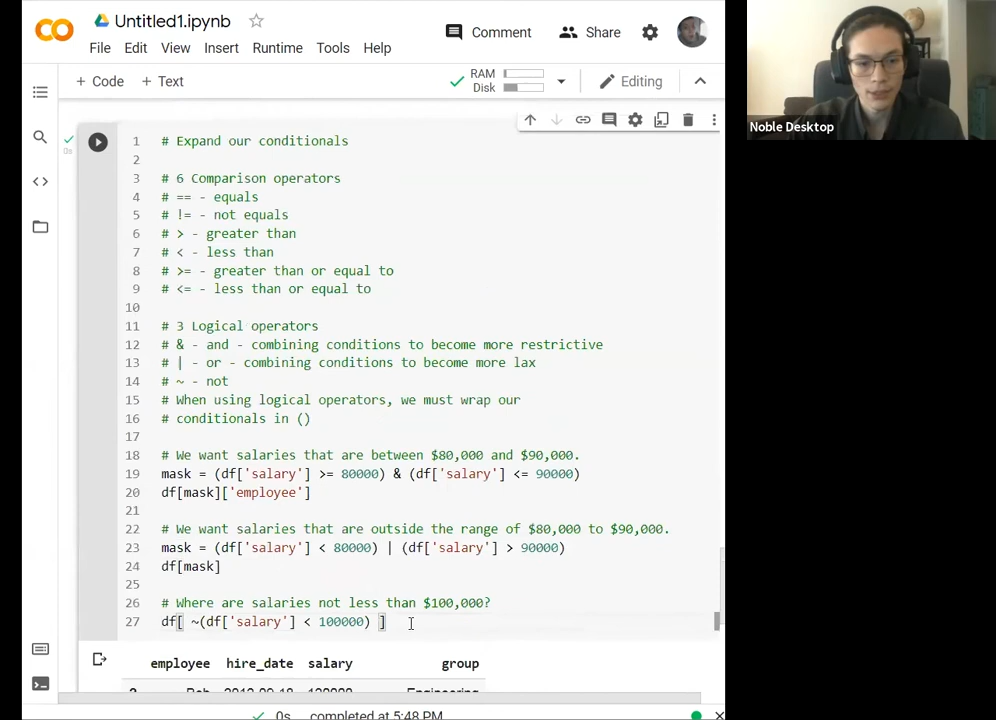 Untitled1.ipynb
Comment
Share
File Edit View Insert Runtime Tools Help
+ Code + Text
RAM
Disk
Editing
Noble Desktop
1 # Expand our conditionals
2
3 # 6 Comparison operators
4 # == - equals
5 # != - not equals
6 # > - greater than
7 # < - less than
8 # >= - greater than or equal to
9 # <= - less than or equal to
10
11 # 3 Logical operators
12 # & - and - combining conditions to become more restrictive
13 # | - or - combining conditions to become more lax
14 # ~ - not
15 # When using logical operators, we must wrap our
16 # conditionals in ()
17
18 # We want salaries that are between $80,000 and $90,000.
19 mask = (df['salary'] >= 80000) & (df['salary'] <= 90000)
20 df[mask]['employee']
21
22 # We want salaries that are outside the range of $80,000 to $90,000.
23 mask = (df['salary'] < 80000) | (df['salary'] > 90000)
24 df[mask]
25
26 # Where are salaries not less than $100,000?
27 df[ ~(df['salary'] < 100000) ]
employee hire_date salary group
0s completed at 5:48 PM